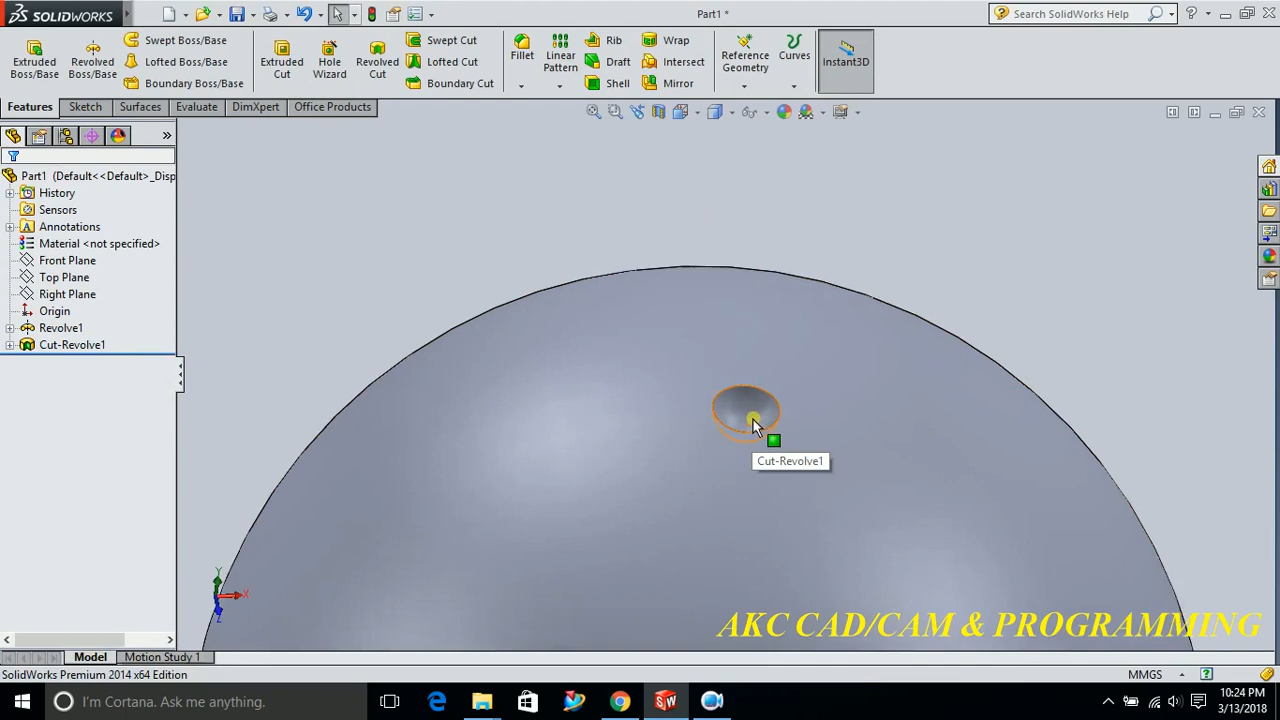 SOLIDWORKS
Part1 *
Search SolidWorks Help
Extruded Boss/Base
Revolved Boss/Base
Swept Boss/Base
Lofted Boss/Base
Boundary Boss/Base
Extruded Cut
Hole Wizard
Revolved Cut
Swept Cut
Lofted Cut
Boundary Cut
Fillet
Linear Pattern
Rib
Draft
Shell
Wrap
Intersect
Mirror
Reference Geometry
Curves
Instant3D
Features
Sketch
Surfaces
Evaluate
DimXpert
Office Products
Part1 (Default<<Default>_Disp
History
Sensors
Annotations
Material <not specified>
Front Plane
Top Plane
Right Plane
Origin
Revolve1
Cut-Revolve1
Cut-Revolve1
Y
X
Z
AKC CAD/CAM & PROGRAMMING
Model
Motion Study 1
SolidWorks Premium 2014 x64 Edition
MMGS
I'm Cortana. Ask me anything.
10:24 PM
3/13/2018